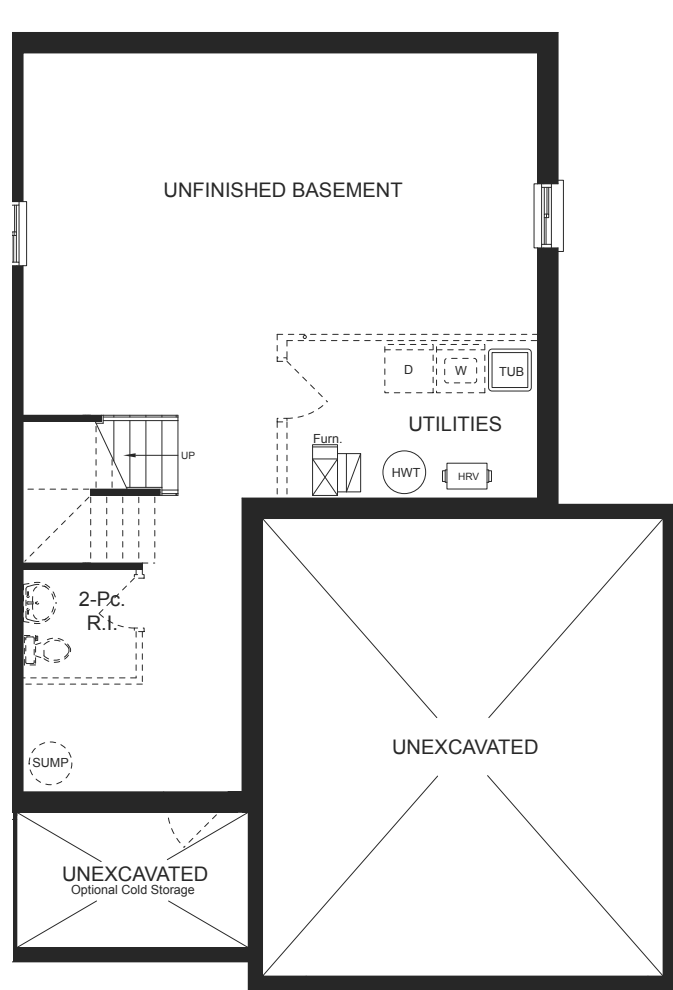 UNFINISHED BASEMENT
D
W
TUB
UTILITIES
Furn.
UP
HWT
HRV
2-Pc.
R.I.
UNEXCAVATED
SUMP
UNEXCAVATED
Optional Cold Storage